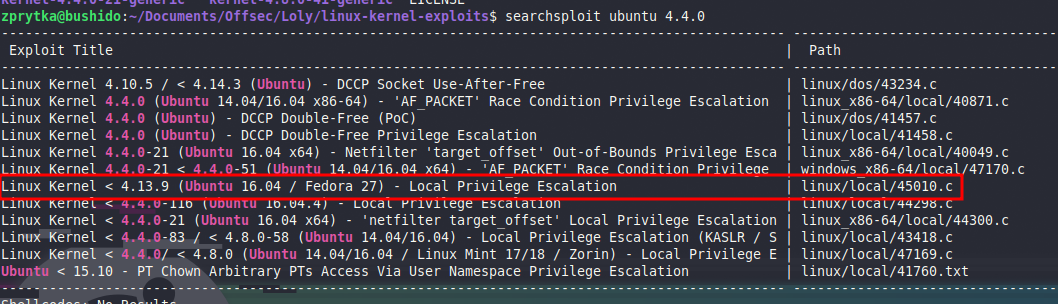 kernel-4.4.0-21-generic kernel-4.8.0-41-generic LICENSE
zprytka@bushido:~/Documents/Offsec/Loly/linux-kernel-exploits$ searchsploit ubuntu 4.4.0
Exploit Title | Path
Linux Kernel 4.10.5 / < 4.14.3 (Ubuntu) - DCCP Socket Use-After-Free | linux/dos/43234.c
Linux Kernel 4.4.0 (Ubuntu 14.04/16.04 x86-64) - 'AF_PACKET' Race Condition Privilege Escalation | linux_x86-64/local/40871.c
Linux Kernel 4.4.0 (Ubuntu) - DCCP Double-Free (PoC) | linux/dos/41457.c
Linux Kernel 4.4.0 (Ubuntu) - DCCP Double-Free Privilege Escalation | linux/local/41458.c
Linux Kernel 4.4.0-21 (Ubuntu 16.04 x64) - Netfilter 'target_offset' Out-of-Bounds Privilege Esca | linux_x86-64/local/40049.c
Linux Kernel 4.4.0-21 < 4.4.0-51 (Ubuntu 14.04/16.04 x64) - 'AF_PACKET' Race Condition Privilege | windows_x86-64/local/47170.c
Linux Kernel < 4.13.9 (Ubuntu 16.04 / Fedora 27) - Local Privilege Escalation | linux/local/45010.c
Linux Kernel < 4.4.0-116 (Ubuntu 16.04.4) - Local Privilege Escalation | linux/local/44298.c
Linux Kernel < 4.4.0-21 (Ubuntu 16.04 x64) - 'netfilter target_offset' Local Privilege Escalation | linux_x86-64/local/44300.c
Linux Kernel < 4.4.0-83 / < 4.8.0-58 (Ubuntu 14.04/16.04) - Local Privilege Escalation (KASLR / S | linux/local/43418.c
Linux Kernel < 4.4.0/ < 4.8.0 (Ubuntu 14.04/16.04 / Linux Mint 17/18 / Zorin) - Local Privilege E | linux/local/47169.c
Ubuntu < 15.10 - PT Chown Arbitrary PTs Access Via User Namespace Privilege Escalation | linux/local/41760.txt
Shellcodes: No Results